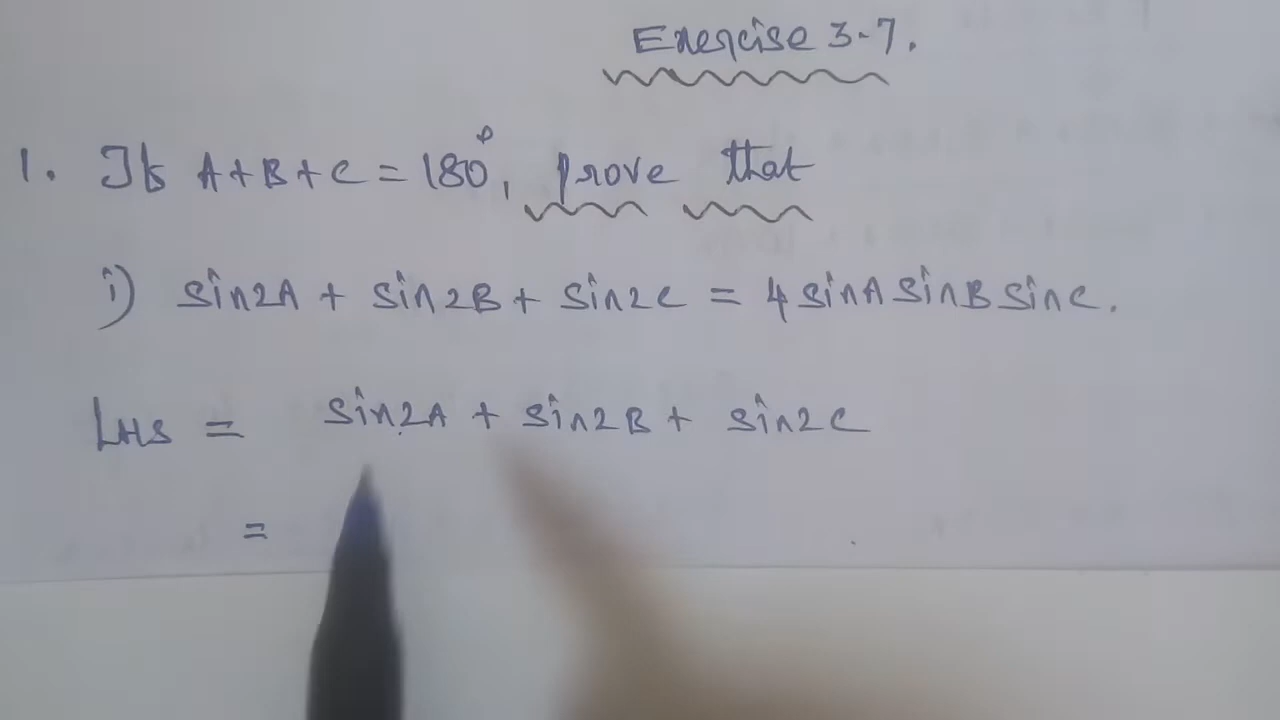 Exercise 3.7.
1. If A+B+C = 180°, prove that
i) sin2A + sin2B + sin2C = 4 sinA sinB sinC.
LHS = sin2A + sin2B + sin2C
=